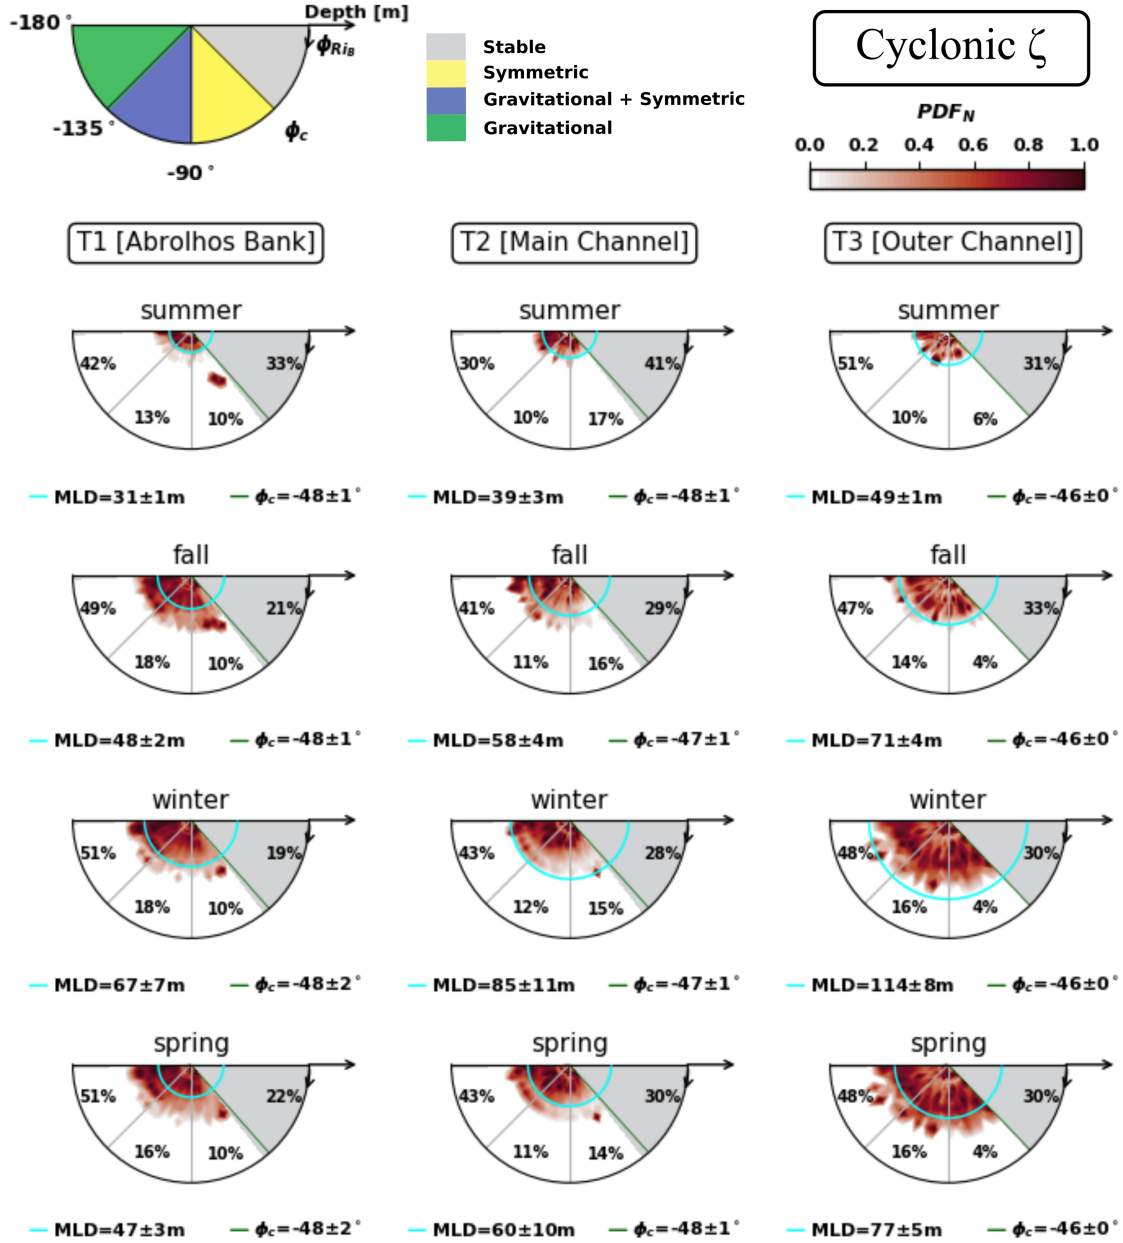 Depth [m]
-180°
ϕRiB
-135°
ϕc
-90°
Stable
Symmetric
Gravitational + Symmetric
Gravitational
Cyclonic ζ
PDFN
0.0 0.2 0.4 0.6 0.8 1.0
T1 [Abrolhos Bank] T2 [Main Channel] T3 [Outer Channel]
summer summer summer
42% 33% 30% 41% 51% 31%
13% 10% 10% 17% 10% 6%
MLD=31±1m ϕc=-48±1° MLD=39±3m ϕc=-48±1° MLD=49±1m ϕc=-46±0°
fall fall fall
49% 21% 41% 29% 47% 33%
18% 10% 11% 16% 14% 4%
MLD=48±2m ϕc=-48±1° MLD=58±4m ϕc=-47±1° MLD=71±4m ϕc=-46±0°
winter winter winter
51% 19% 43% 28% 48% 30%
18% 10% 12% 15% 16% 4%
MLD=67±7m ϕc=-48±2° MLD=85±11m ϕc=-47±1° MLD=114±8m ϕc=-46±0°
spring spring spring
51% 22% 43% 30% 48% 30%
16% 10% 11% 14% 16% 4%
MLD=47±3m ϕc=-48±2° MLD=60±10m ϕc=-48±1° MLD=77±5m ϕc=-46±0°